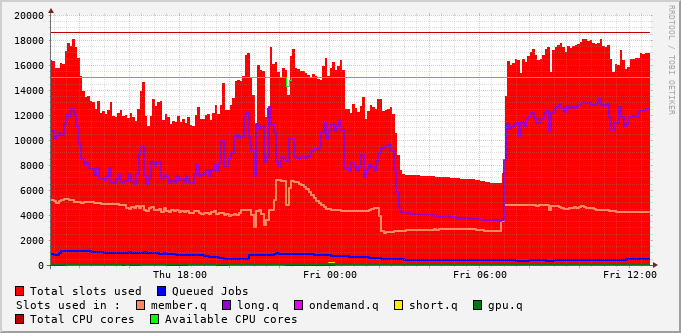 20000
18000
16000
14000
12000
10000
8000
6000
4000
2000
0
Thu 18:00 Fri 00:00 Fri 06:00 Fri 12:00
RRDTOOL / TOBI OETIKER
Total slots used Queued Jobs
Slots used in : member.q long.q ondemand.q short.q gpu.q
Total CPU cores Available CPU cores